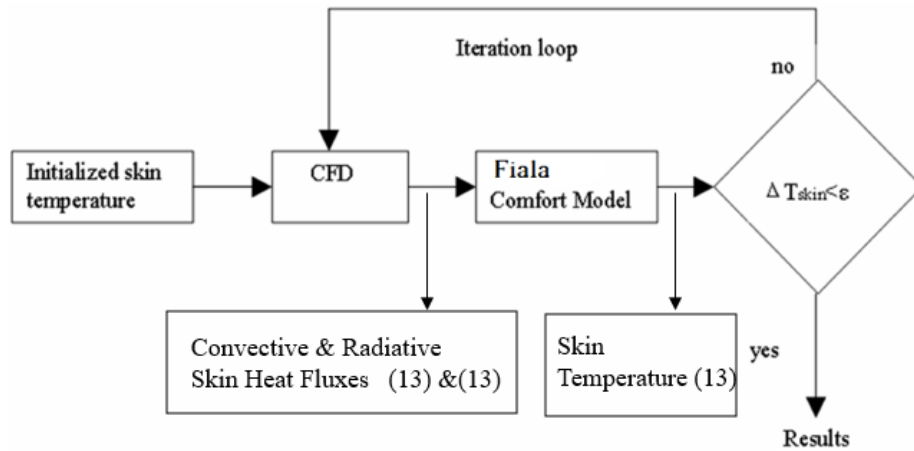 Iteration loop
no
Initialized skin
temperature
CFD
Fiala
Comfort Model
Δ Tskin<ε
Convective & Radiative
Skin Heat Fluxes (13) &(13)
Skin
Temperature (13)
yes
Results